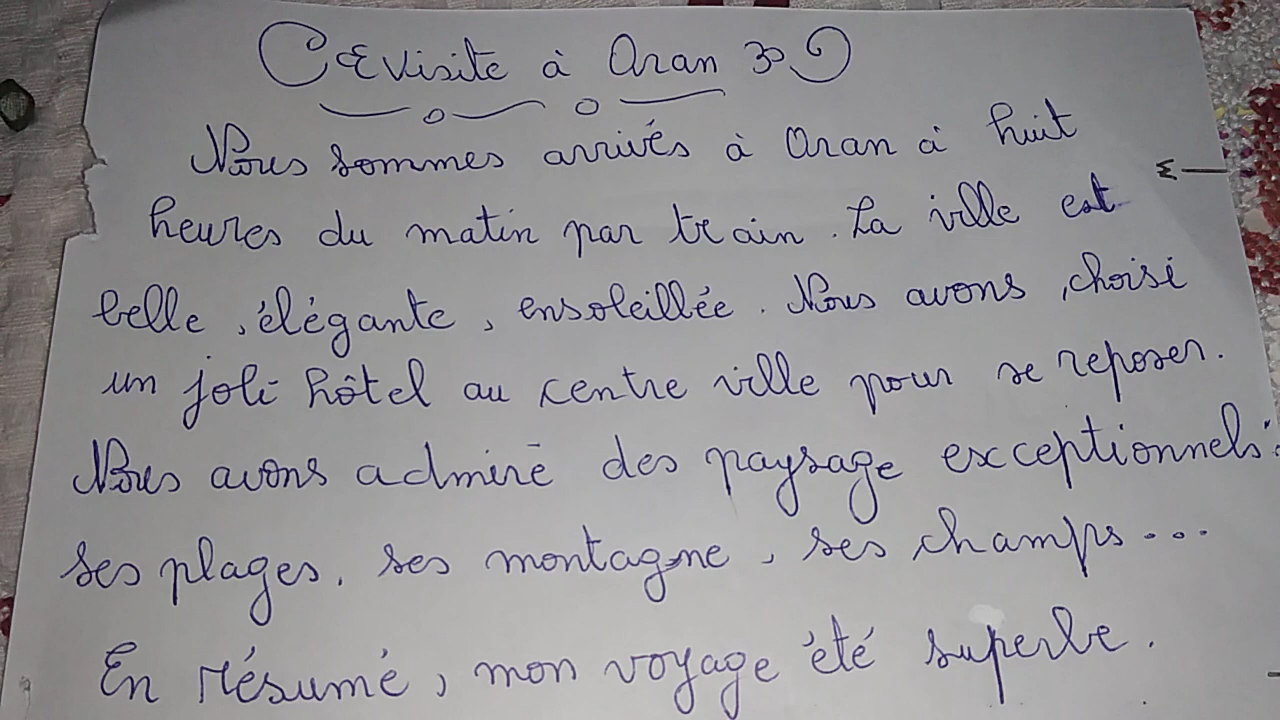 Visite à Oran
Nous sommes arrivés à Oran à huit
heures du matin par train. La ville est
belle, élégante, ensoleillée. Nous avons choisi
un joli hôtel au centre ville pour se reposer.
Nous avons admiré des paysage exceptionnels:
ses plages, ses montagne, ses champs...
En résumé, mon voyage été superbe.